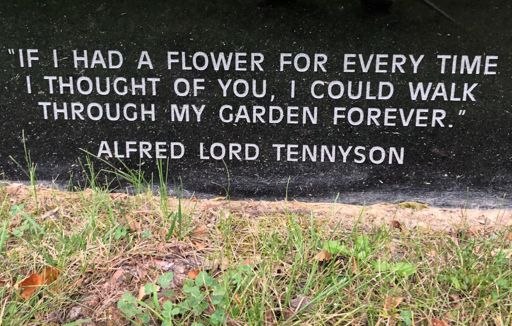 "IF I HAD A FLOWER FOR EVERY TIME
I THOUGHT OF YOU, I COULD WALK
THROUGH MY GARDEN FOREVER."
ALFRED LORD TENNYSON